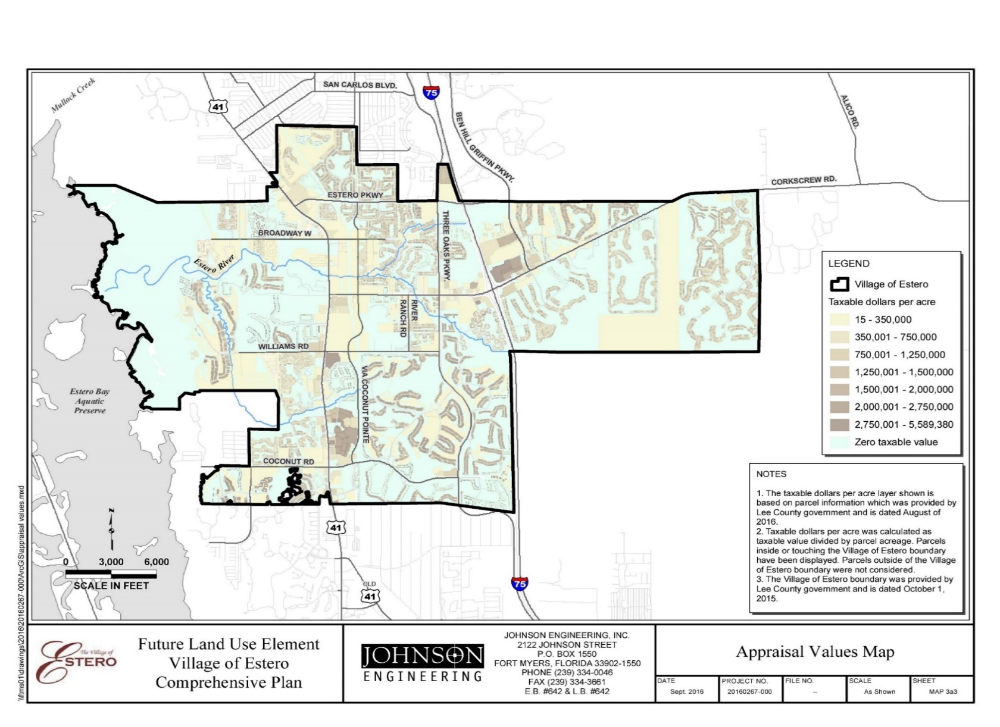 Mullock Creek
SAN CARLOS BLVD.
75
41
BEN HILL GRIFFIN PKWY.
ALICO RD.
CORKSCREW RD.
ESTERO PKWY
BROADWAY W
THREE OAKS PKWY.
Estero River
RIVER
RANCH RD
WILLIAMS RD
VIA COCONUT POINTE
Estero Bay
Aquatic
Preserve
COCONUT RD
41
OLD
41
75
N
0 3,000 6,000
SCALE IN FEET
LEGEND
Village of Estero
Taxable dollars per acre
15 - 350,000
350,001 - 750,000
750,001 - 1,250,000
1,250,001 - 1,500,000
1,500,001 - 2,000,000
2,000,001 - 2,750,000
2,750,001 - 5,589,380
Zero taxable value
NOTES
1. The taxable dollars per acre layer shown is
based on parcel information which was provided by
Lee County government and is dated August of
2016.
2. Taxable dollars per acre was calculated as
taxable value divided by parcel acreage. Parcels
inside or touching the Village of Estero boundary
have been displayed. Parcels outside of the Village
of Estero boundary were not considered.
3. The Village of Estero boundary was provided by
Lee County government and is dated October 1,
2015.
\\ftms01\drawings\2016\20160267-000\ArcGIS\appraisal values.mxd
The Village of
ESTERO
Future Land Use Element
Village of Estero
Comprehensive Plan
JOHNSON
ENGINEERING
JOHNSON ENGINEERING, INC.
2122 JOHNSON STREET
P.O. BOX 1550
FORT MYERS, FLORIDA 33902-1550
PHONE (239) 334-0046
FAX (239) 334-3661
E.B. #642 & L.B. #642
Appraisal Values Map
DATE
Sept. 2016
PROJECT NO.
20160267-000
FILE NO.
--
SCALE
As Shown
SHEET
MAP 3a3